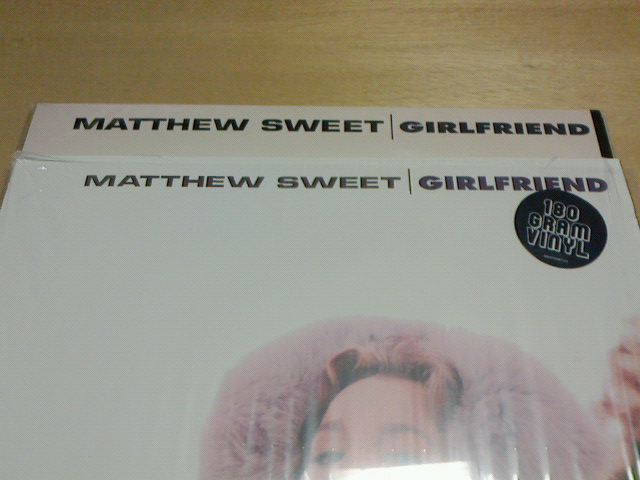 MATTHEW SWEET | GIRLFRIEND
MATTHEW SWEET | GIRLFRIEND
180
GRAM
VINYL